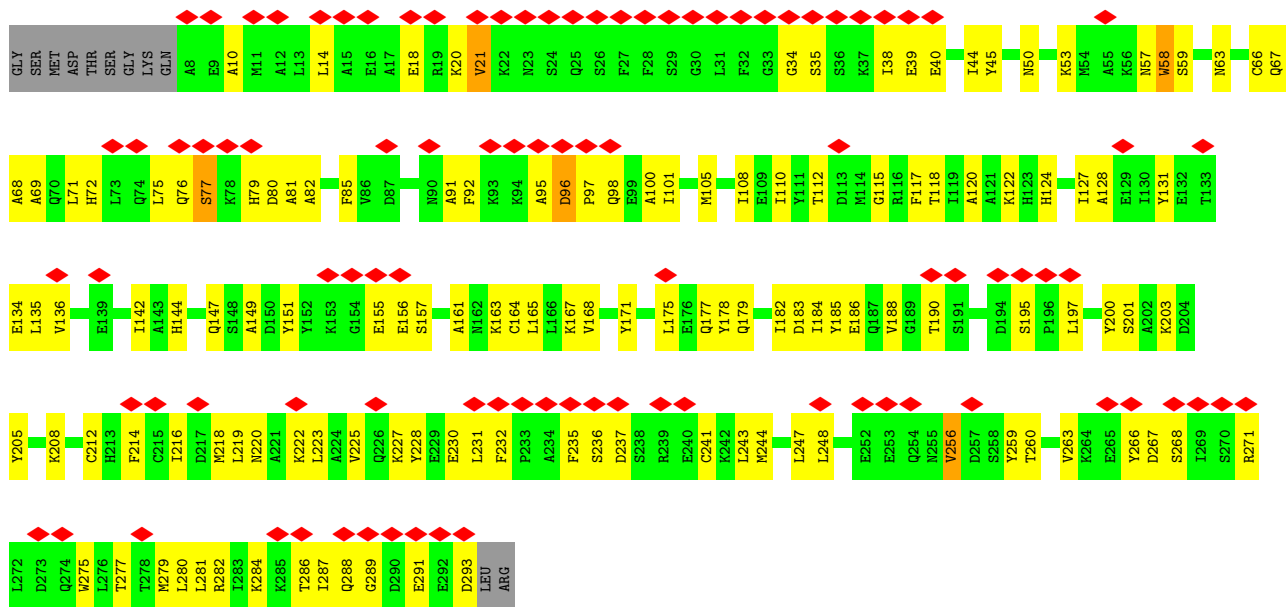 GLY SER MET ASP THR SER GLY LYS GLN A8 E9 A10 M11 A12 L13 L14 A15 E16 A17 E18 R19 K20 V21 K22 N23 S24 Q25 S26 F27 F28 S29 G30 L31 F32 G33 G34 S35 S36 K37 I38 E39 E40 I44 Y45 N50 K53 M54 A55 K56 N57 W58 S59 N63 C66 Q67
A68 A69 Q70 L71 H72 L73 Q74 L75 Q76 S77 K78 H79 D80 A81 A82 F85 V86 D87 N90 A91 F92 K93 K94 A95 D96 P97 Q98 E99 A100 I101 M105 I108 E109 I110 Y111 T112 D113 M114 G115 R116 F117 T118 I119 A120 A121 K122 H123 H124 I127 A128 E129 I130 Y131 E132 T133
E134 L135 V136 E139 I142 A143 H144 Q147 S148 A149 D150 Y151 Y152 K153 G154 E155 E156 S157 A161 N162 K163 C164 L165 L166 K167 V168 Y171 L175 E176 Q177 Y178 Q179 I182 D183 I184 Y185 E186 Q187 V188 G189 T190 S191 D194 S195 P196 L197 Y200 S201 A202 K203 D204
Y205 K208 C212 H213 F214 C215 I216 D217 M218 L219 N220 A221 K222 L223 A224 V225 Q226 K227 Y228 E229 E230 L231 F232 P233 A234 F235 S236 D237 S238 R239 E240 C241 K242 L243 M244 L247 L248 E252 E253 Q254 N255 V256 D257 S258 Y259 T260 V263 K264 E265 Y266 D267 S268 I269 S270 R271
L272 D273 Q274 W275 L276 T277 T278 M279 L280 L281 R282 I283 K284 K285 T286 I287 Q288 G289 D290 E291 E292 D293 LEU ARG